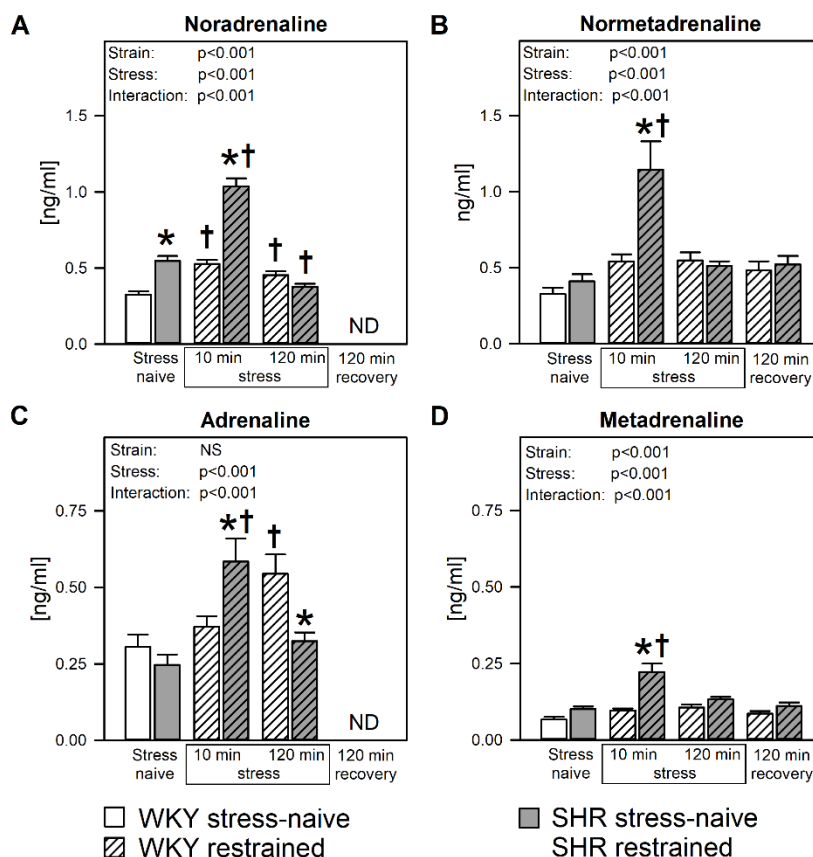 A
Noradrenaline
Strain: p<0.001
Stress: p<0.001
Interaction: p<0.001
[ng/ml]
1.5
1.0
0.5
0.0
*
†
*†
†
†
ND
Stress naive
10 min
120 min
stress
120 min recovery
B
Normetadrenaline
Strain: p<0.001
Stress: p<0.001
Interaction: p<0.001
ng/ml]
1.5
1.0
0.5
0.0
*†
Stress naive
10 min
120 min
stress
120 min recovery
C
Adrenaline
Strain: NS
Stress: p<0.001
Interaction: p<0.001
[ng/ml]
0.75
0.50
0.25
0.00
*†
†
*
ND
Stress naive
10 min
120 min
stress
120 min recovery
D
Metadrenaline
Strain: p<0.001
Stress: p<0.001
Interaction: p<0.001
[ng/ml]
0.75
0.50
0.25
0.00
*†
Stress naive
10 min
120 min
stress
120 min recovery
WKY stress-naive
WKY restrained
SHR stress-naive
SHR restrained